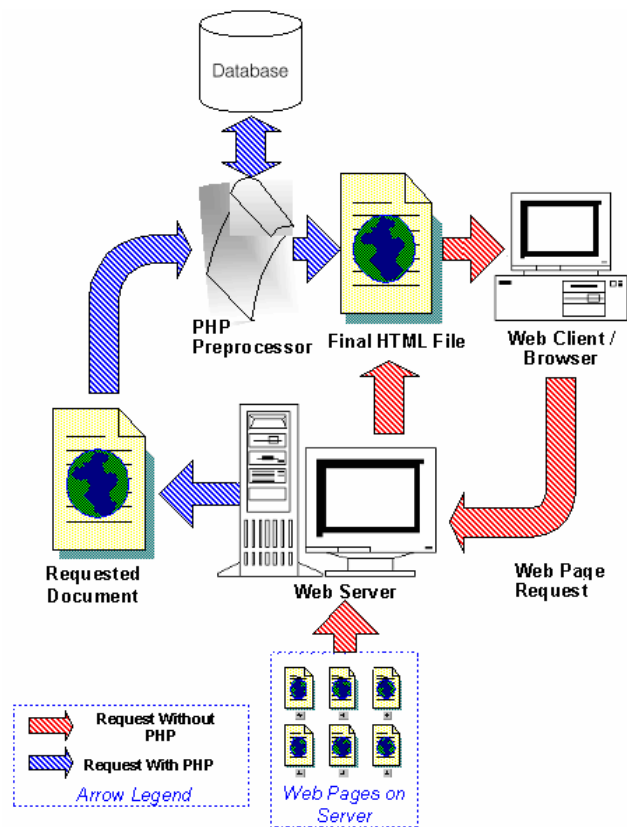 Database
PHP
Preprocessor
Final HTML File
Web Client /
Browser
Requested
Document
Web Server
Web Page
Request
Request Without
PHP
Request With PHP
Arrow Legend
Web Pages on
Server